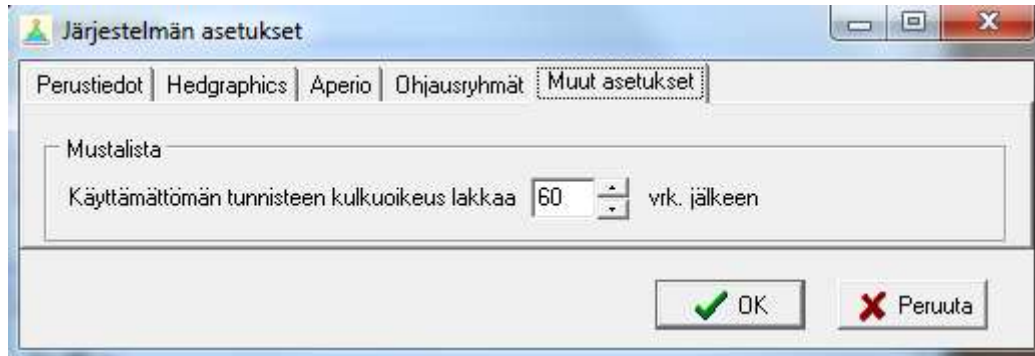 Järjestelmän asetukset
Perustiedot Hedgraphics Aperio Ohjausryhmät Muut asetukset
Mustalista
Käyttämättömän tunnisteen kulkuoikeus lakkaa 60 vrk. jälkeen
OK Peruuta